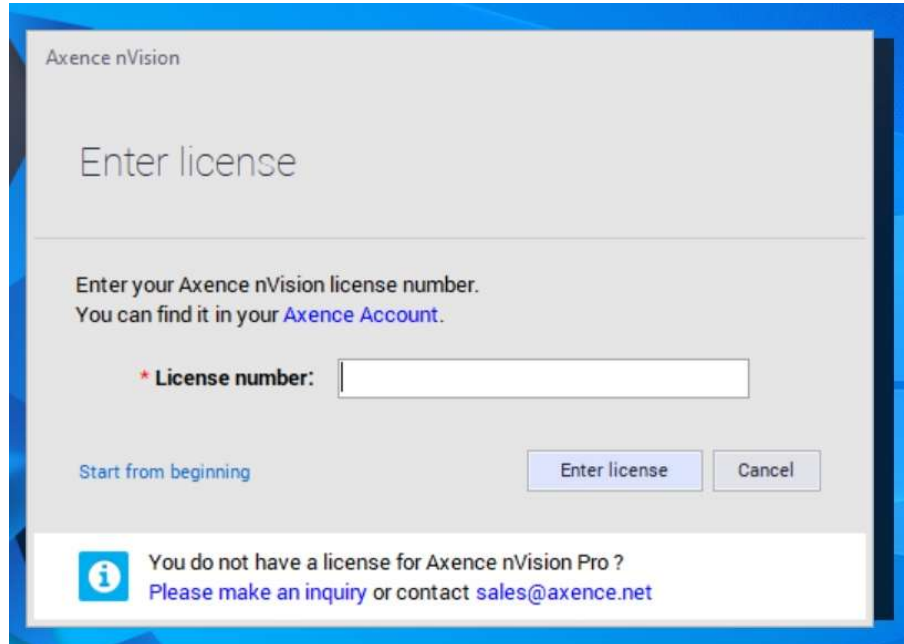 Axence nVision
Enter license
Enter your Axence nVision license number.
You can find it in your Axence Account.
* License number:
Start from beginning
Enter license
Cancel
You do not have a license for Axence nVision Pro ?
Please make an inquiry or contact sales@axence.net